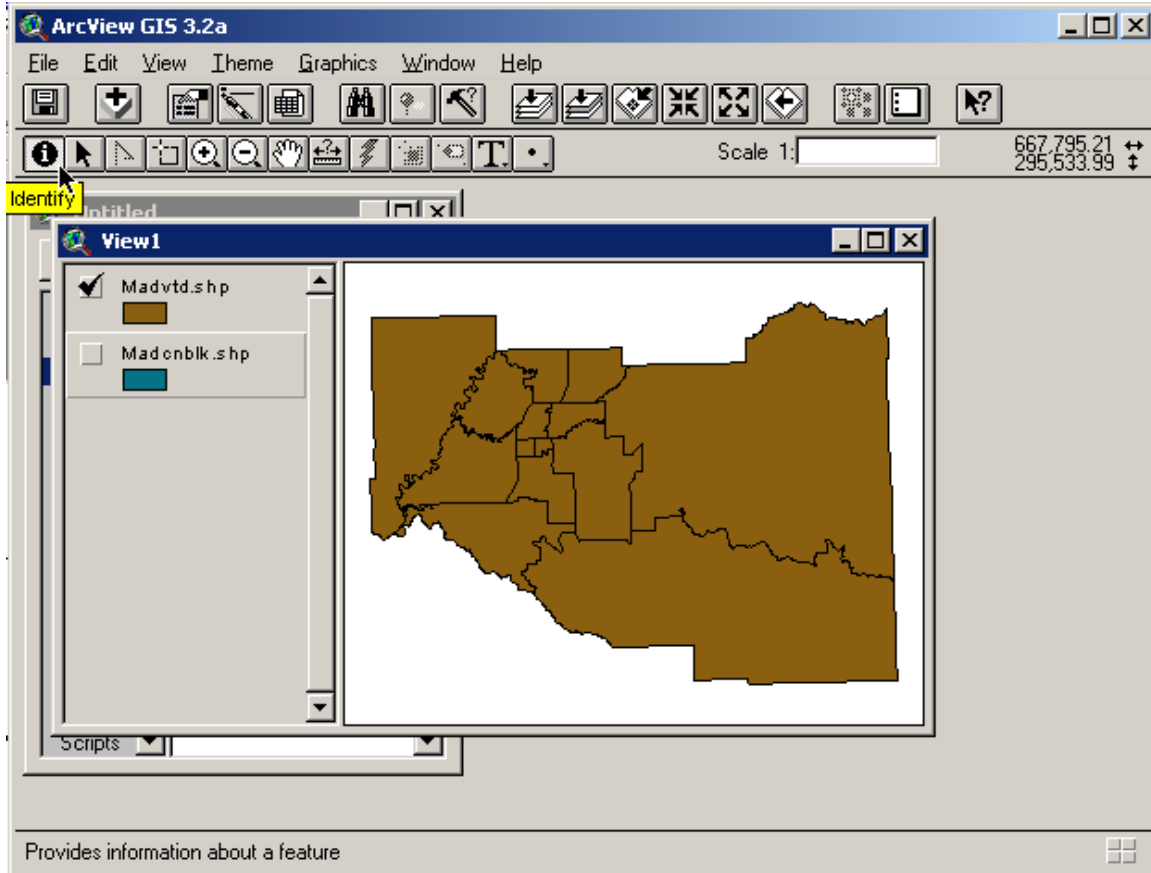 ArcView GIS 3.2a
File Edit View Theme Graphics Window Help
Scale 1:
667,795.21
295,533.99
Identify
Untitled
View1
Madvtd.shp
Madcnblk.shp
Scripts
Provides information about a feature